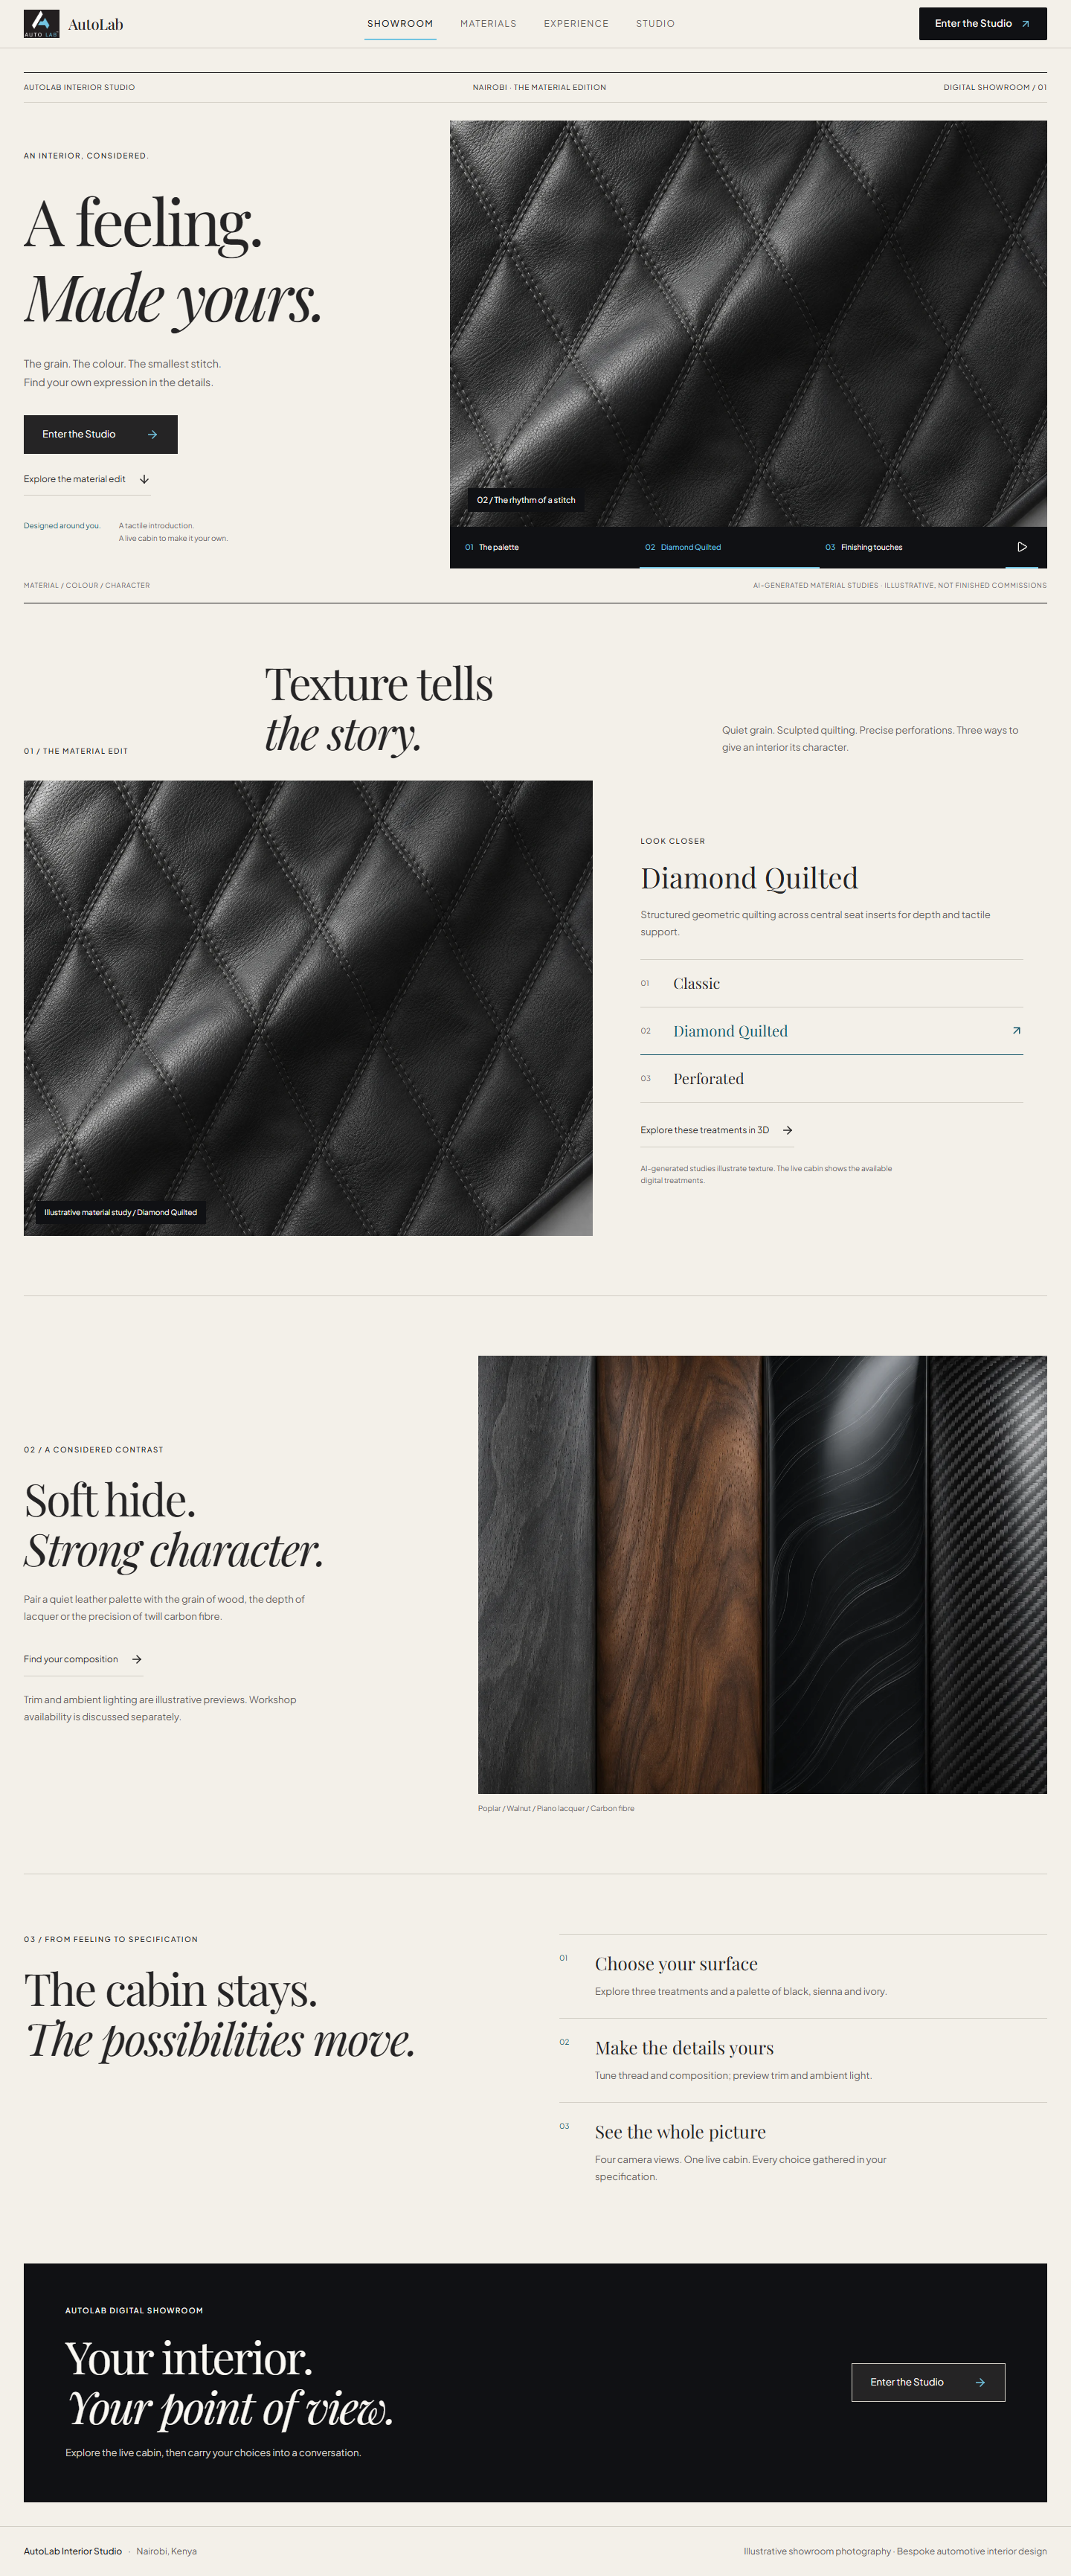 AUTO LAB
AutoLab
SHOWROOM
MATERIALS
EXPERIENCE
STUDIO
Enter the Studio
AUTOLAB INTERIOR STUDIO
NAIROBI · THE MATERIAL EDITION
DIGITAL SHOWROOM / 01
AN INTERIOR, CONSIDERED.
A feeling.
Made yours.
The grain. The colour. The smallest stitch.
Find your own expression in the details.
Enter the Studio
Explore the material edit
Designed around you.
A tactile introduction.
A live cabin to make it your own.
02 / The rhythm of a stitch
01 The palette
02 Diamond Quilted
03 Finishing touches
MATERIAL / COLOUR / CHARACTER
AI-GENERATED MATERIAL STUDIES · ILLUSTRATIVE, NOT FINISHED COMMISSIONS
01 / THE MATERIAL EDIT
Texture tells
the story.
Quiet grain. Sculpted quilting. Precise perforations. Three ways to
give an interior its character.
Illustrative material study / Diamond Quilted
LOOK CLOSER
Diamond Quilted
Structured geometric quilting across central seat inserts for depth and tactile
support.
01 Classic
02 Diamond Quilted
03 Perforated
Explore these treatments in 3D
AI-generated studies illustrate texture. The live cabin shows the available
digital treatments.
02 / A CONSIDERED CONTRAST
Soft hide.
Strong character.
Pair a quiet leather palette with the grain of wood, the depth of
lacquer or the precision of twill carbon fibre.
Find your composition
Trim and ambient lighting are illustrative previews. Workshop
availability is discussed separately.
Poplar / Walnut / Piano lacquer / Carbon fibre
03 / FROM FEELING TO SPECIFICATION
The cabin stays.
The possibilities move.
01 Choose your surface
Explore three treatments and a palette of black, sienna and ivory.
02 Make the details yours
Tune thread and composition; preview trim and ambient light.
03 See the whole picture
Four camera views. One live cabin. Every choice gathered in your
specification.
AUTOLAB DIGITAL SHOWROOM
Your interior.
Your point of view.
Explore the live cabin, then carry your choices into a conversation.
Enter the Studio
AutoLab Interior Studio · Nairobi, Kenya
Illustrative showroom photography · Bespoke automotive interior design